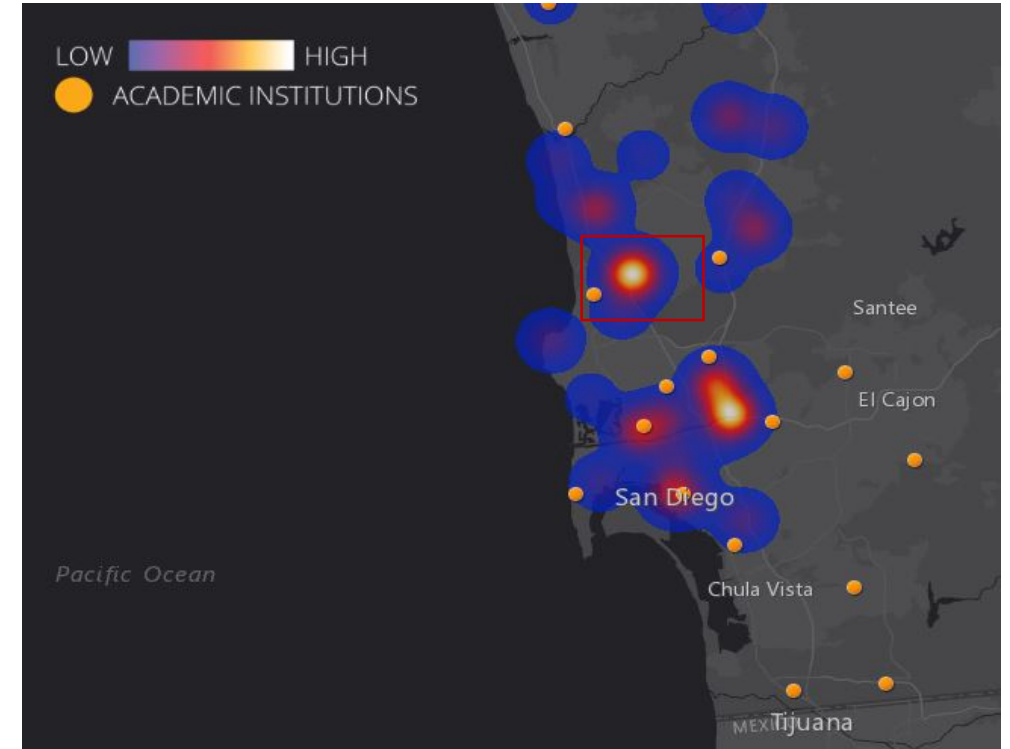 LOW HIGH
ACADEMIC INSTITUTIONS
Santee
El Cajon
San Diego
Pacific Ocean
Chula Vista
Tijuana